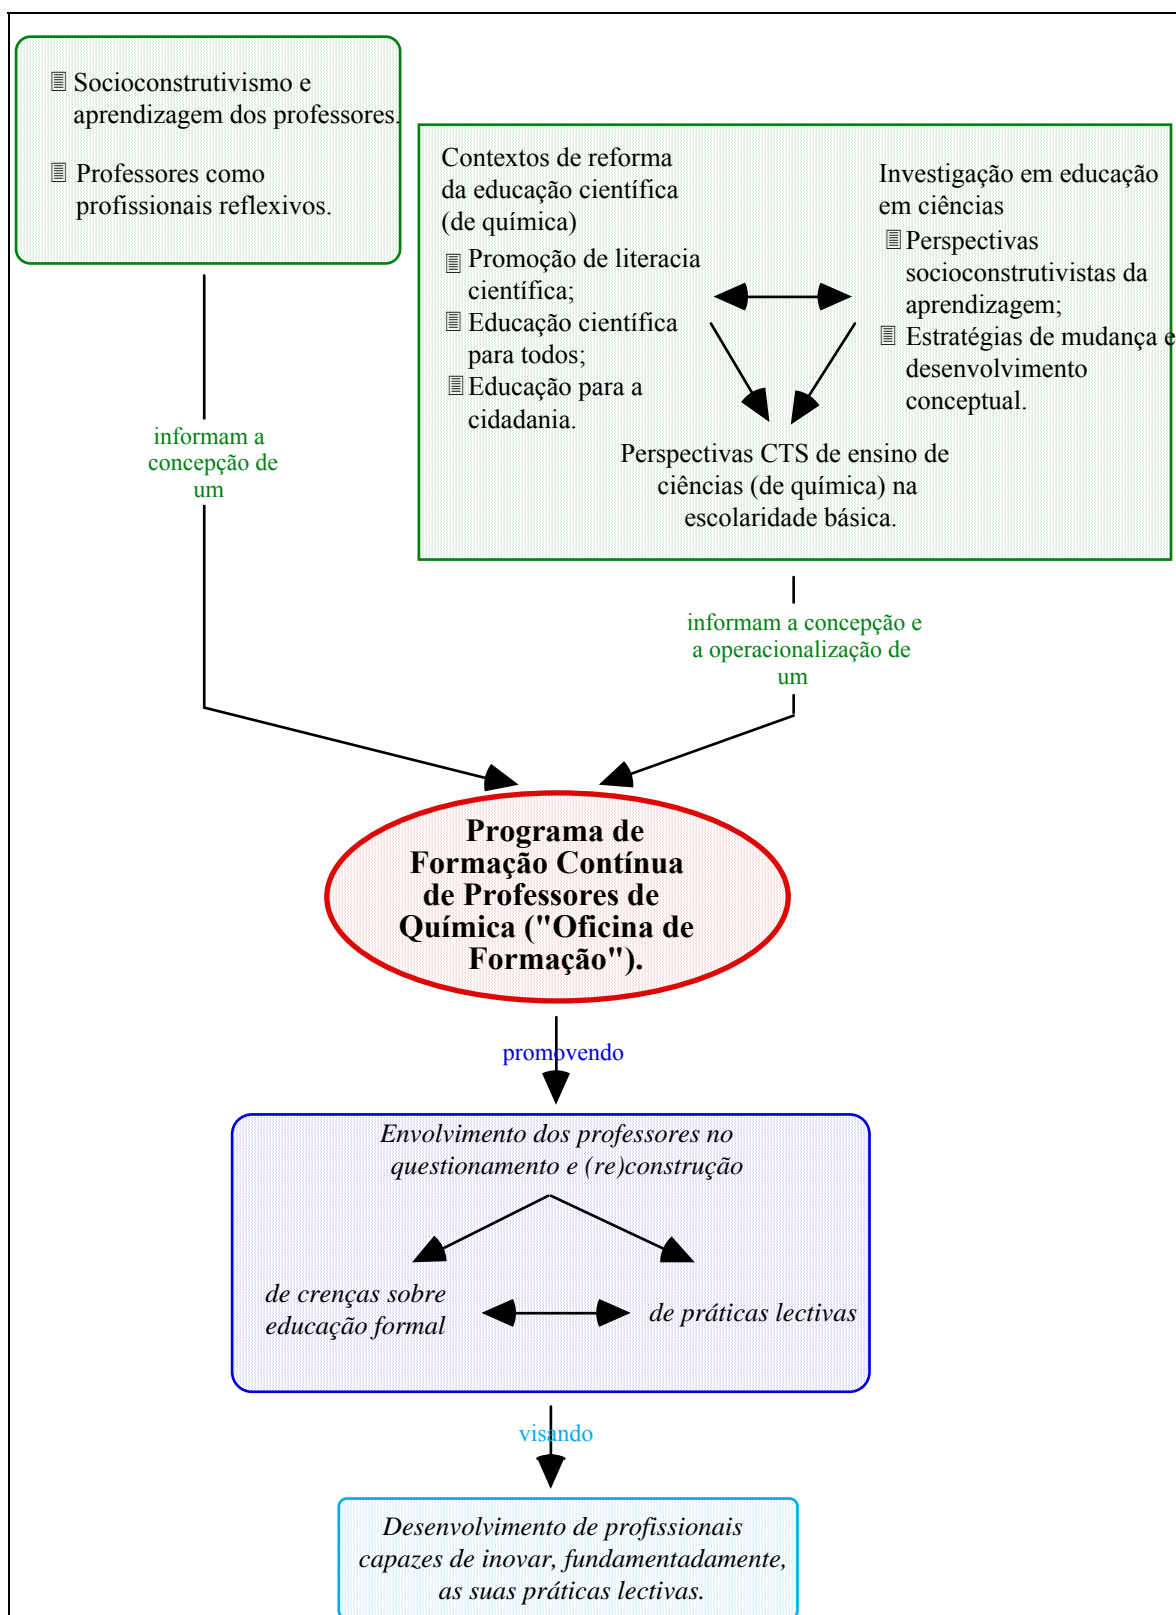 Socioconstrutivismo e
aprendizagem dos professores.
Professores como
profissionais reflexivos.
Contextos de reforma
da educação científica
(de química)
Promoção de literacia
científica;
Educação científica
para todos;
Educação para a
cidadania.
Investigação em educação
em ciências
Perspectivas
socioconstrutivistas da
aprendizagem;
Estratégias de mudança e
desenvolvimento
conceptual.
Perspectivas CTS de ensino de
ciências (de química) na
escolaridade básica.
informam a
concepção de
um
informam a concepção e
a operacionalização de
um
Programa de
Formação Contínua
de Professores de
Química ("Oficina de
Formação").
promovendo
Envolvimento dos professores no
questionamento e (re)construção
de crenças sobre
educação formal
de práticas lectivas
visando
Desenvolvimento de profissionais
capazes de inovar, fundamentadamente,
as suas práticas lectivas.